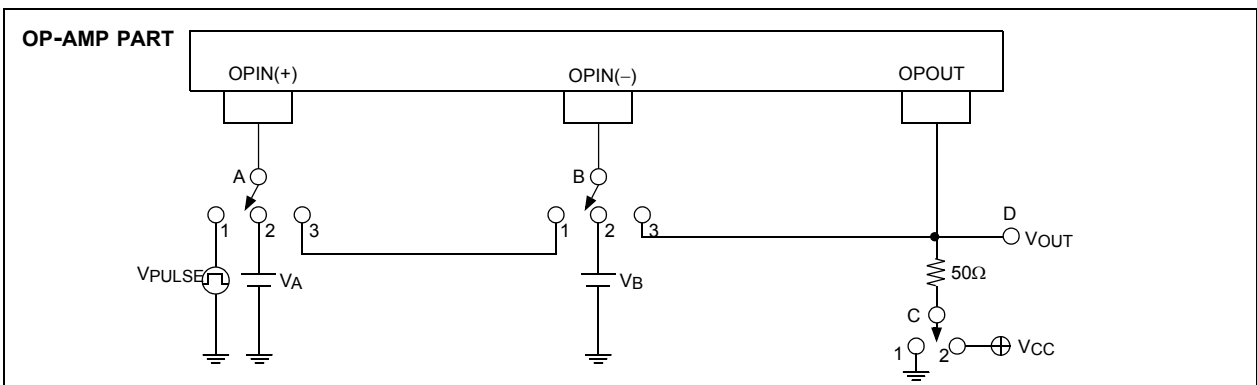 OP-AMP PART
OPIN(+) OPIN(−) OPOUT
A B
1 2 3 1 2 3 D
VOUT
VPULSE VA VB 50Ω
C
1 2 VCC